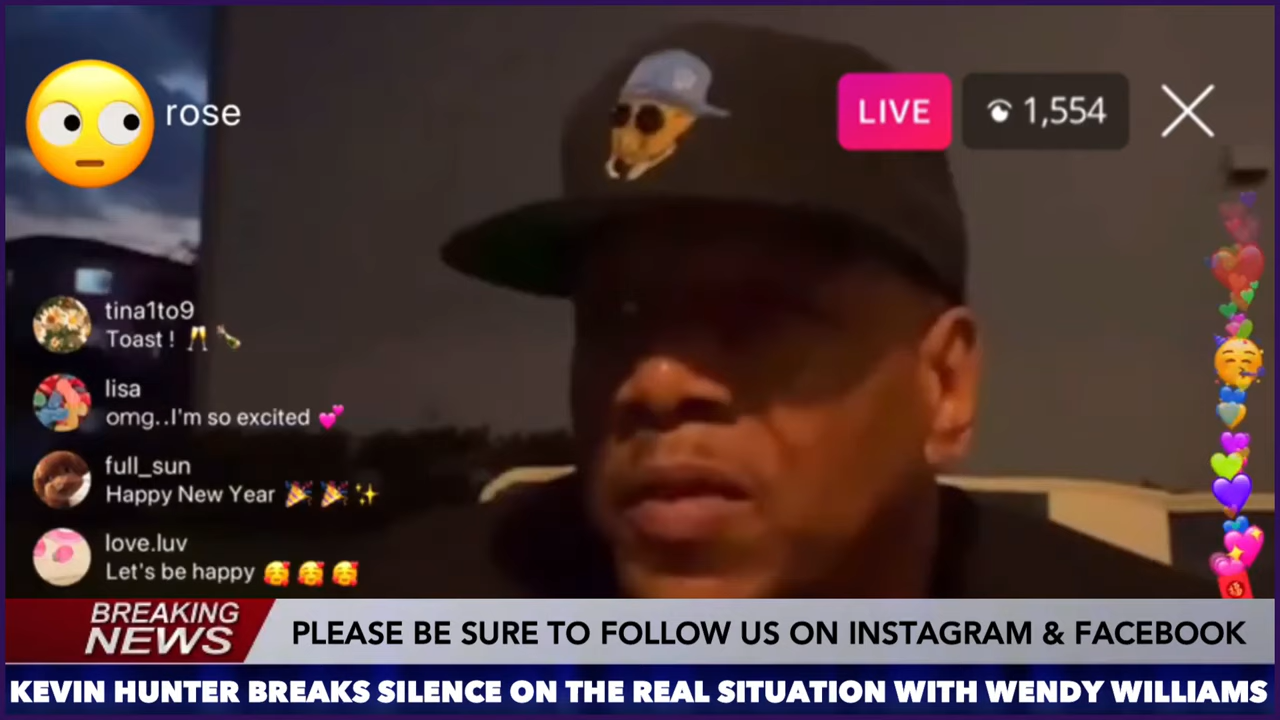 rose
LIVE
1,554
tina1to9
Toast ! 🥂 🍾
lisa
omg..I'm so excited 💕
full_sun
Happy New Year 🎉 🎉 ✨
love.luv
Let's be happy 🥰 🥰 🥰
BREAKING
NEWS
PLEASE BE SURE TO FOLLOW US ON INSTAGRAM & FACEBOOK
KEVIN HUNTER BREAKS SILENCE ON THE REAL SITUATION WITH WENDY WILLIAMS